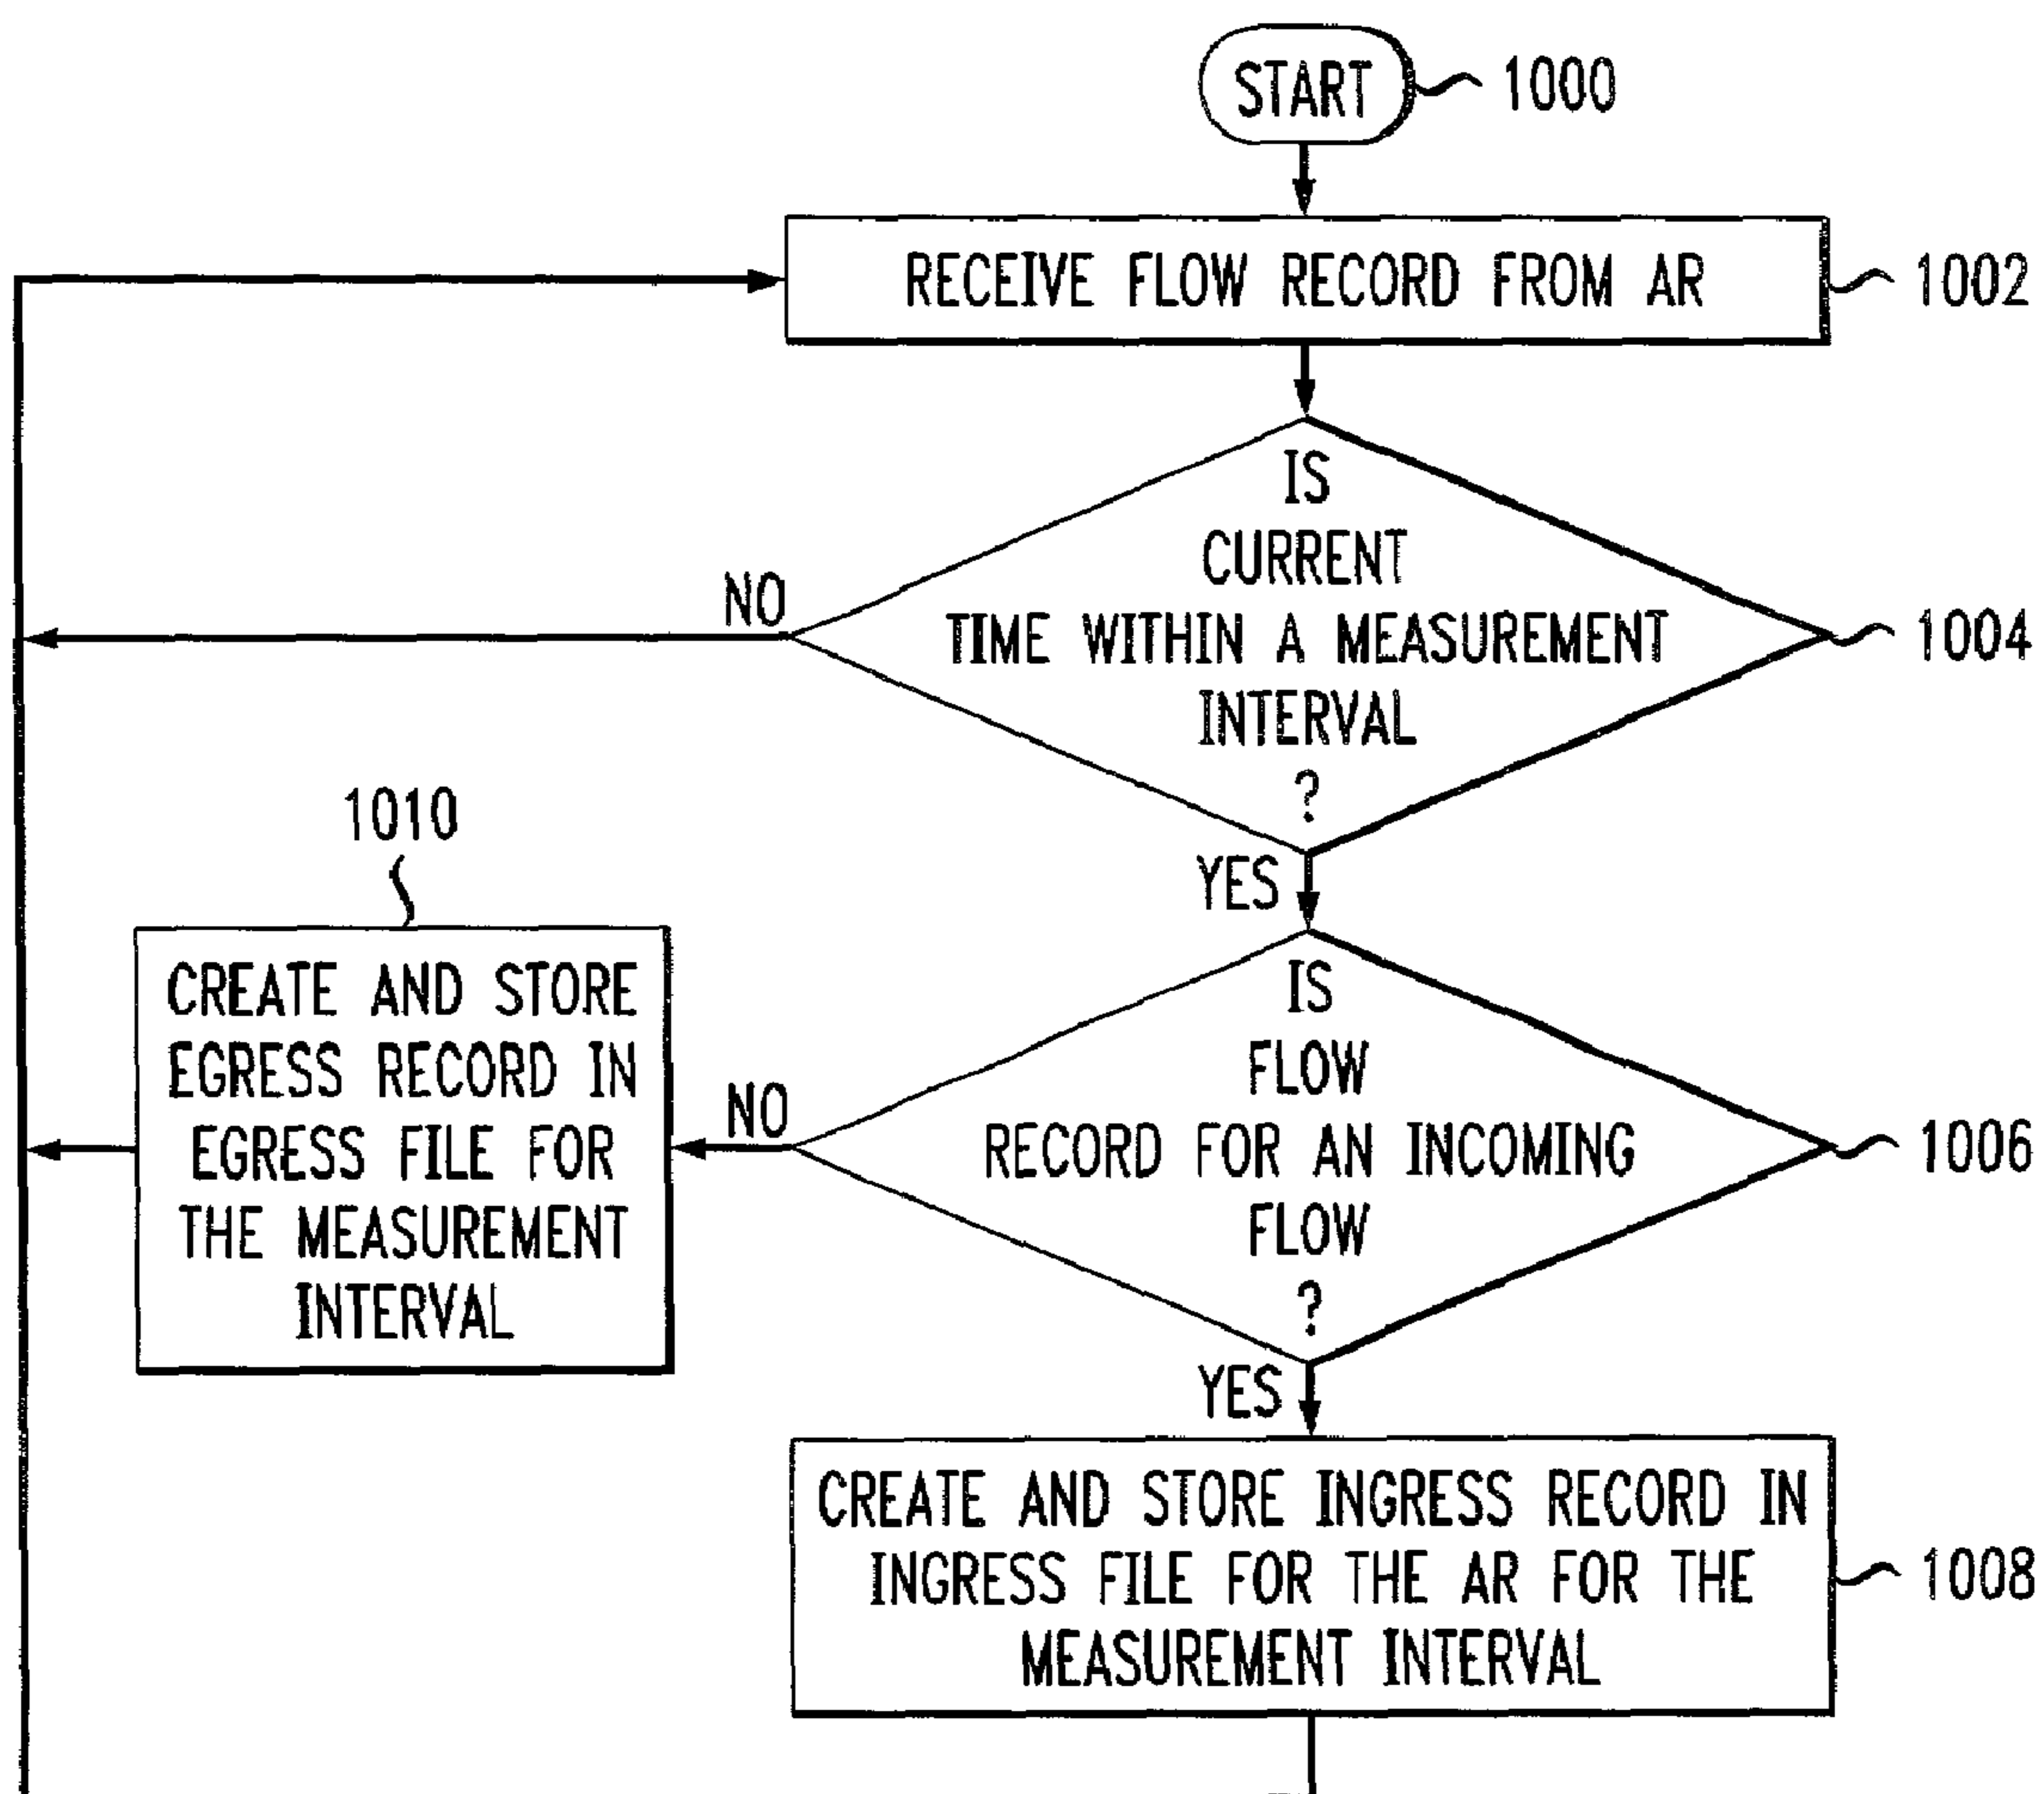 START
1000
RECEIVE FLOW RECORD FROM AR
1002
IS
CURRENT
TIME WITHIN A MEASUREMENT
INTERVAL
?
1004
NO
YES
1010
CREATE AND STORE
EGRESS RECORD IN
EGRESS FILE FOR
THE MEASUREMENT
INTERVAL
NO
IS
FLOW
RECORD FOR AN INCOMING
FLOW
?
1006
YES
CREATE AND STORE INGRESS RECORD IN
INGRESS FILE FOR THE AR FOR THE
MEASUREMENT INTERVAL
1008